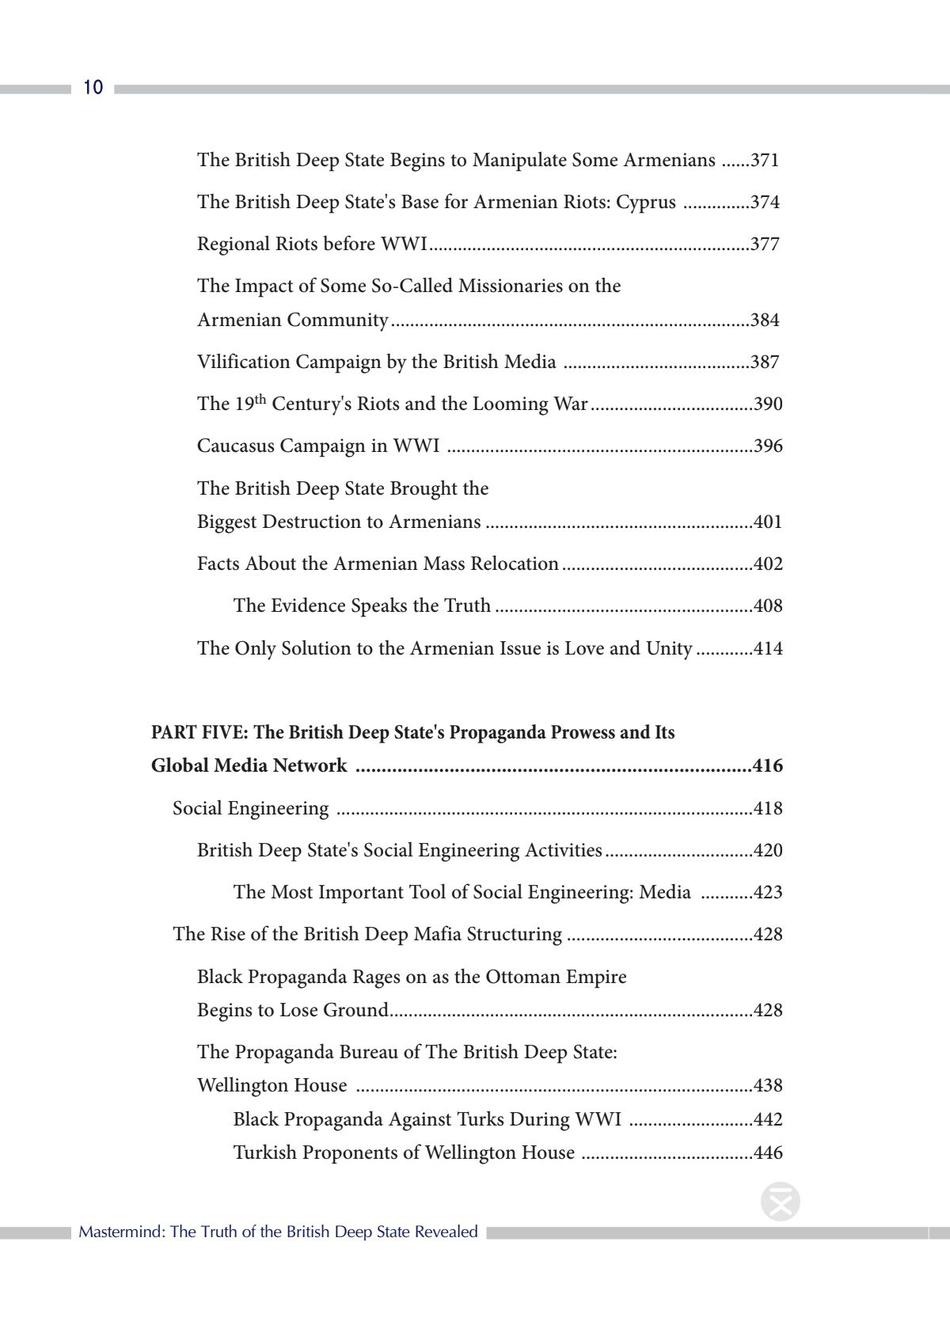 10
The British Deep State Begins to Manipulate Some Armenians ......371
The British Deep State's Base for Armenian Riots: Cyprus ..............374
Regional Riots before WWI...................................................................377
The Impact of Some So-Called Missionaries on the
Armenian Community...........................................................................384
Vilification Campaign by the British Media .......................................387
The 19th Century's Riots and the Looming War..................................390
Caucasus Campaign in WWI ................................................................396
The British Deep State Brought the
Biggest Destruction to Armenians ........................................................401
Facts About the Armenian Mass Relocation........................................402
The Evidence Speaks the Truth ......................................................408
The Only Solution to the Armenian Issue is Love and Unity ............414
PART FIVE: The British Deep State's Propaganda Prowess and Its
Global Media Network .............................................................................416
Social Engineering .......................................................................................418
British Deep State's Social Engineering Activities...............................420
The Most Important Tool of Social Engineering: Media ...........423
The Rise of the British Deep Mafia Structuring .......................................428
Black Propaganda Rages on as the Ottoman Empire
Begins to Lose Ground............................................................................428
The Propaganda Bureau of The British Deep State:
Wellington House ...................................................................................438
Black Propaganda Against Turks During WWI ..........................442
Turkish Proponents of Wellington House ....................................446
Mastermind: The Truth of the British Deep State Revealed